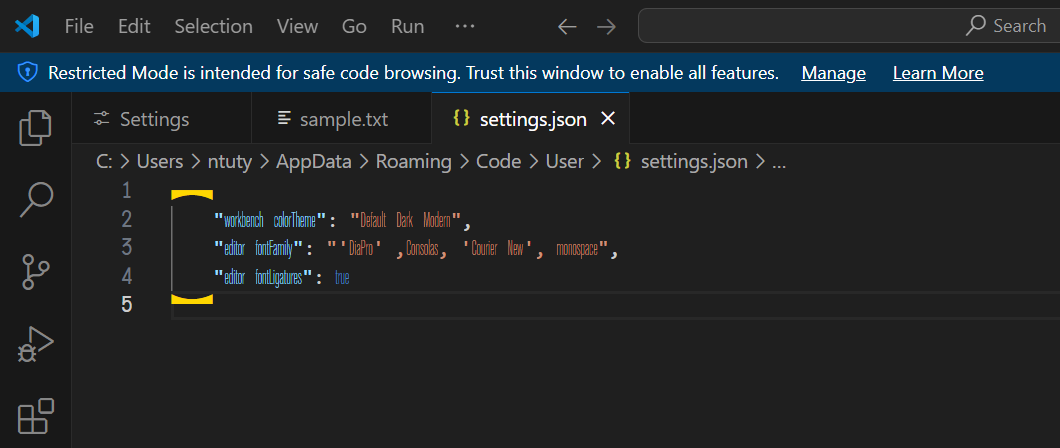 File Edit Selection View Go Run ··· Search
Restricted Mode is intended for safe code browsing. Trust this window to enable all features. Manage Learn More
Settings sample.txt {} settings.json
C: > Users > ntuty > AppData > Roaming > Code > User > {} settings.json > ...
1
2 "workbench colorTheme": "Default Dark Modern",
3 "editor fontFamily": "'DiaPro' ,Consolas, 'Courier New', monospace",
4 "editor fontLigatures": true
5